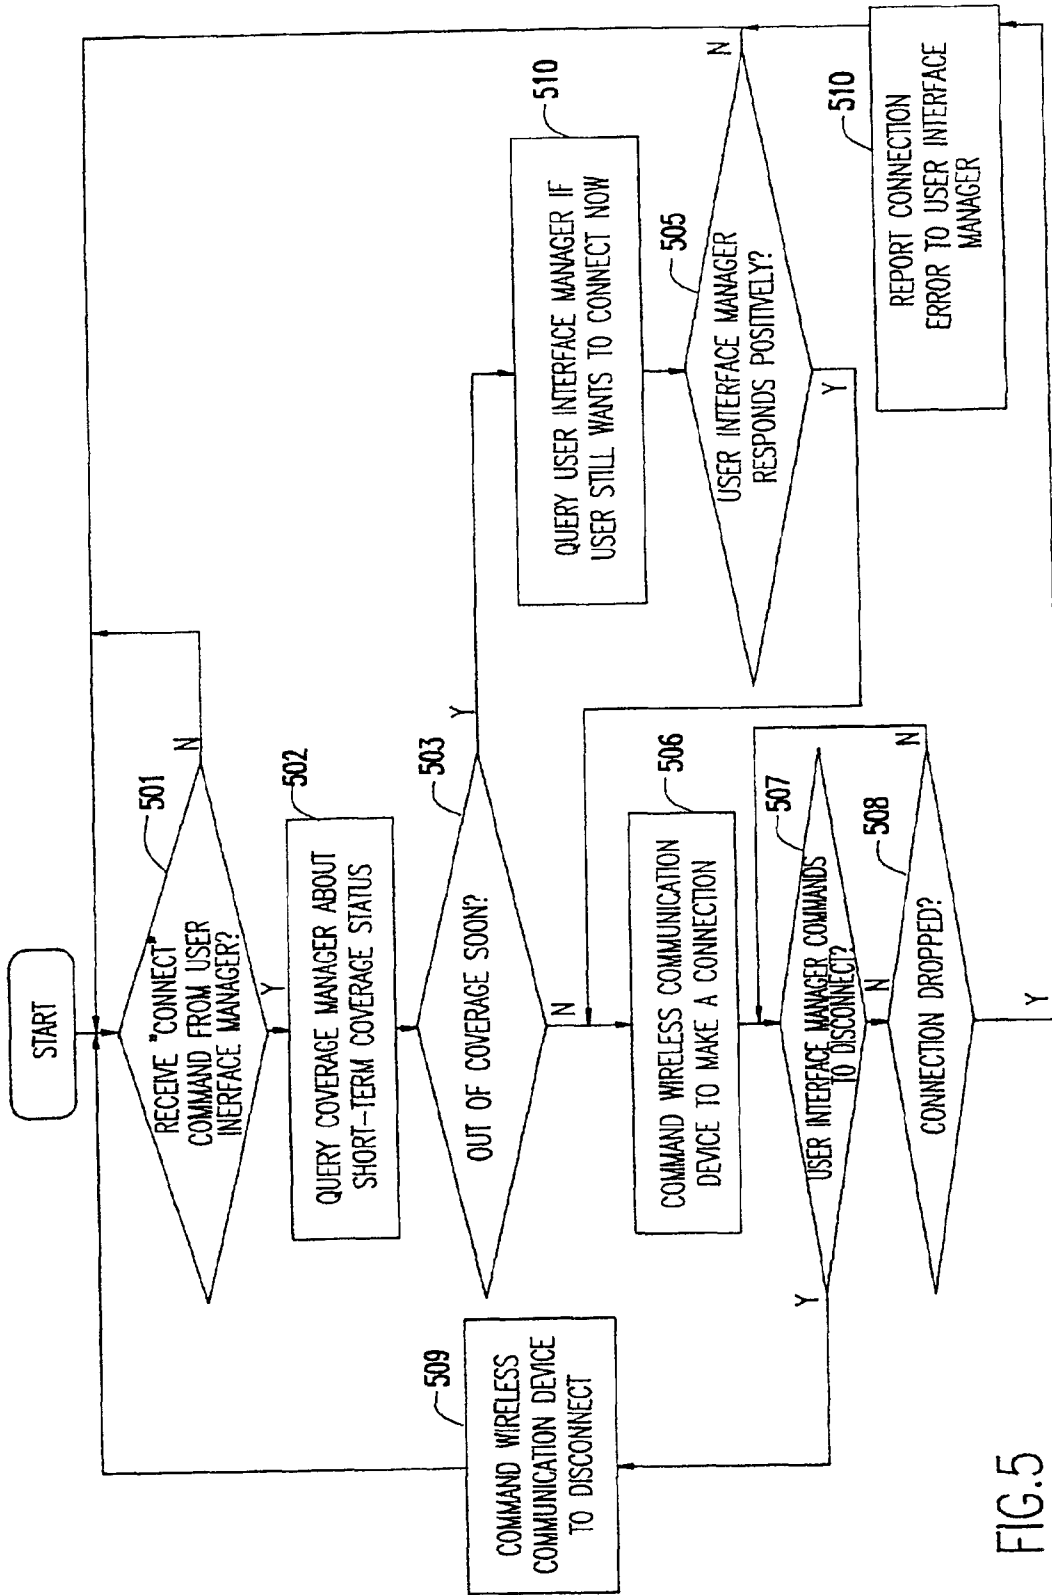 START
RECEIVE "CONNECT"
COMMAND FROM USER
INERFACE MANAGER?
501
N
Y
QUERY COVERAGE MANAGER ABOUT
SHORT-TERM COVERAGE STATUS
502
OUT OF COVERAGE SOON?
503
Y
N
QUERY USER INTERFACE MANAGER IF
USER STILL WANTS TO CONNECT NOW
510
USER INTERFACE MANAGER
RESPONDS POSITIVELY?
505
N
Y
COMMAND WIRELESS COMMUNICATION
DEVICE TO MAKE A CONNECTION
506
USER INTERFACE MANAGER COMMANDS
TO DISCONNECT?
507
Y
N
CONNECTION DROPPED?
508
N
Y
COMMAND WIRELESS
COMMUNICATION DEVICE
TO DISCONNECT
509
REPORT CONNECTION
ERROR TO USER INTERFACE
MANAGER
510
FIG.5